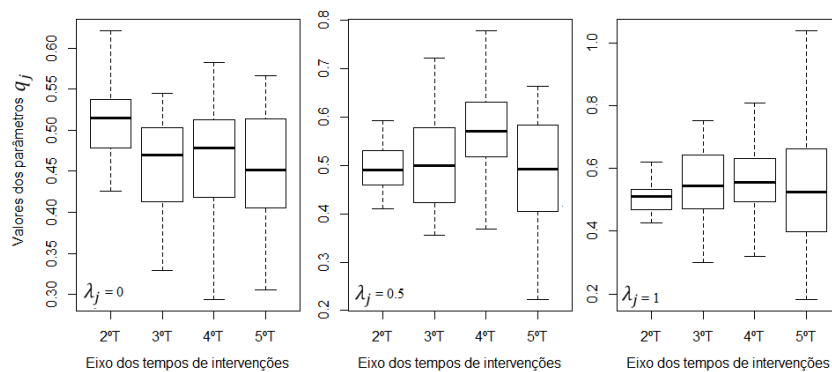 Valores dos parâmetros q_j
0.30 0.35 0.40 0.45 0.50 0.55 0.60
λ_j = 0
2ºT 3ºT 4ºT 5ºT
Eixo dos tempos de intervenções
0.2 0.3 0.4 0.5 0.6 0.7 0.8
λ_j = 0.5
2ºT 3ºT 4ºT 5ºT
Eixo dos tempos de intervenções
0.2 0.4 0.6 0.8 1.0
λ_j = 1
2ºT 3ºT 4ºT 5ºT
Eixo dos tempos de intervenções